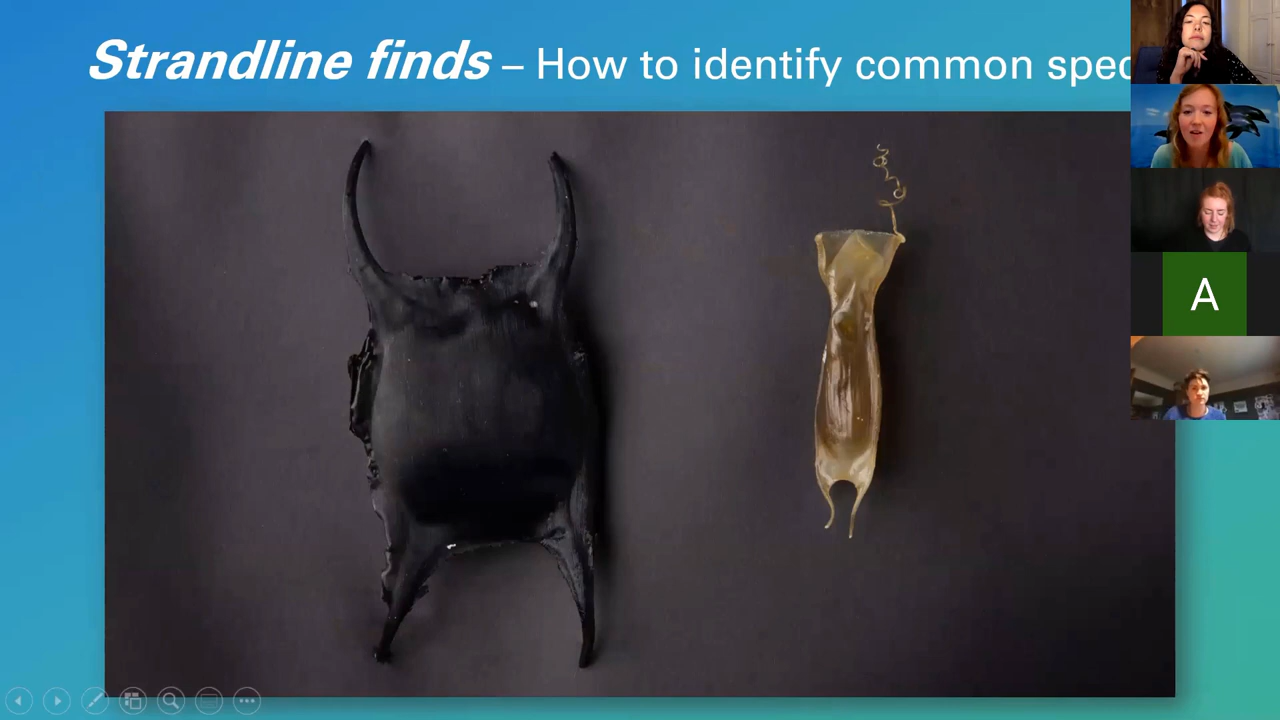 Strandline finds – How to identify common spec
A